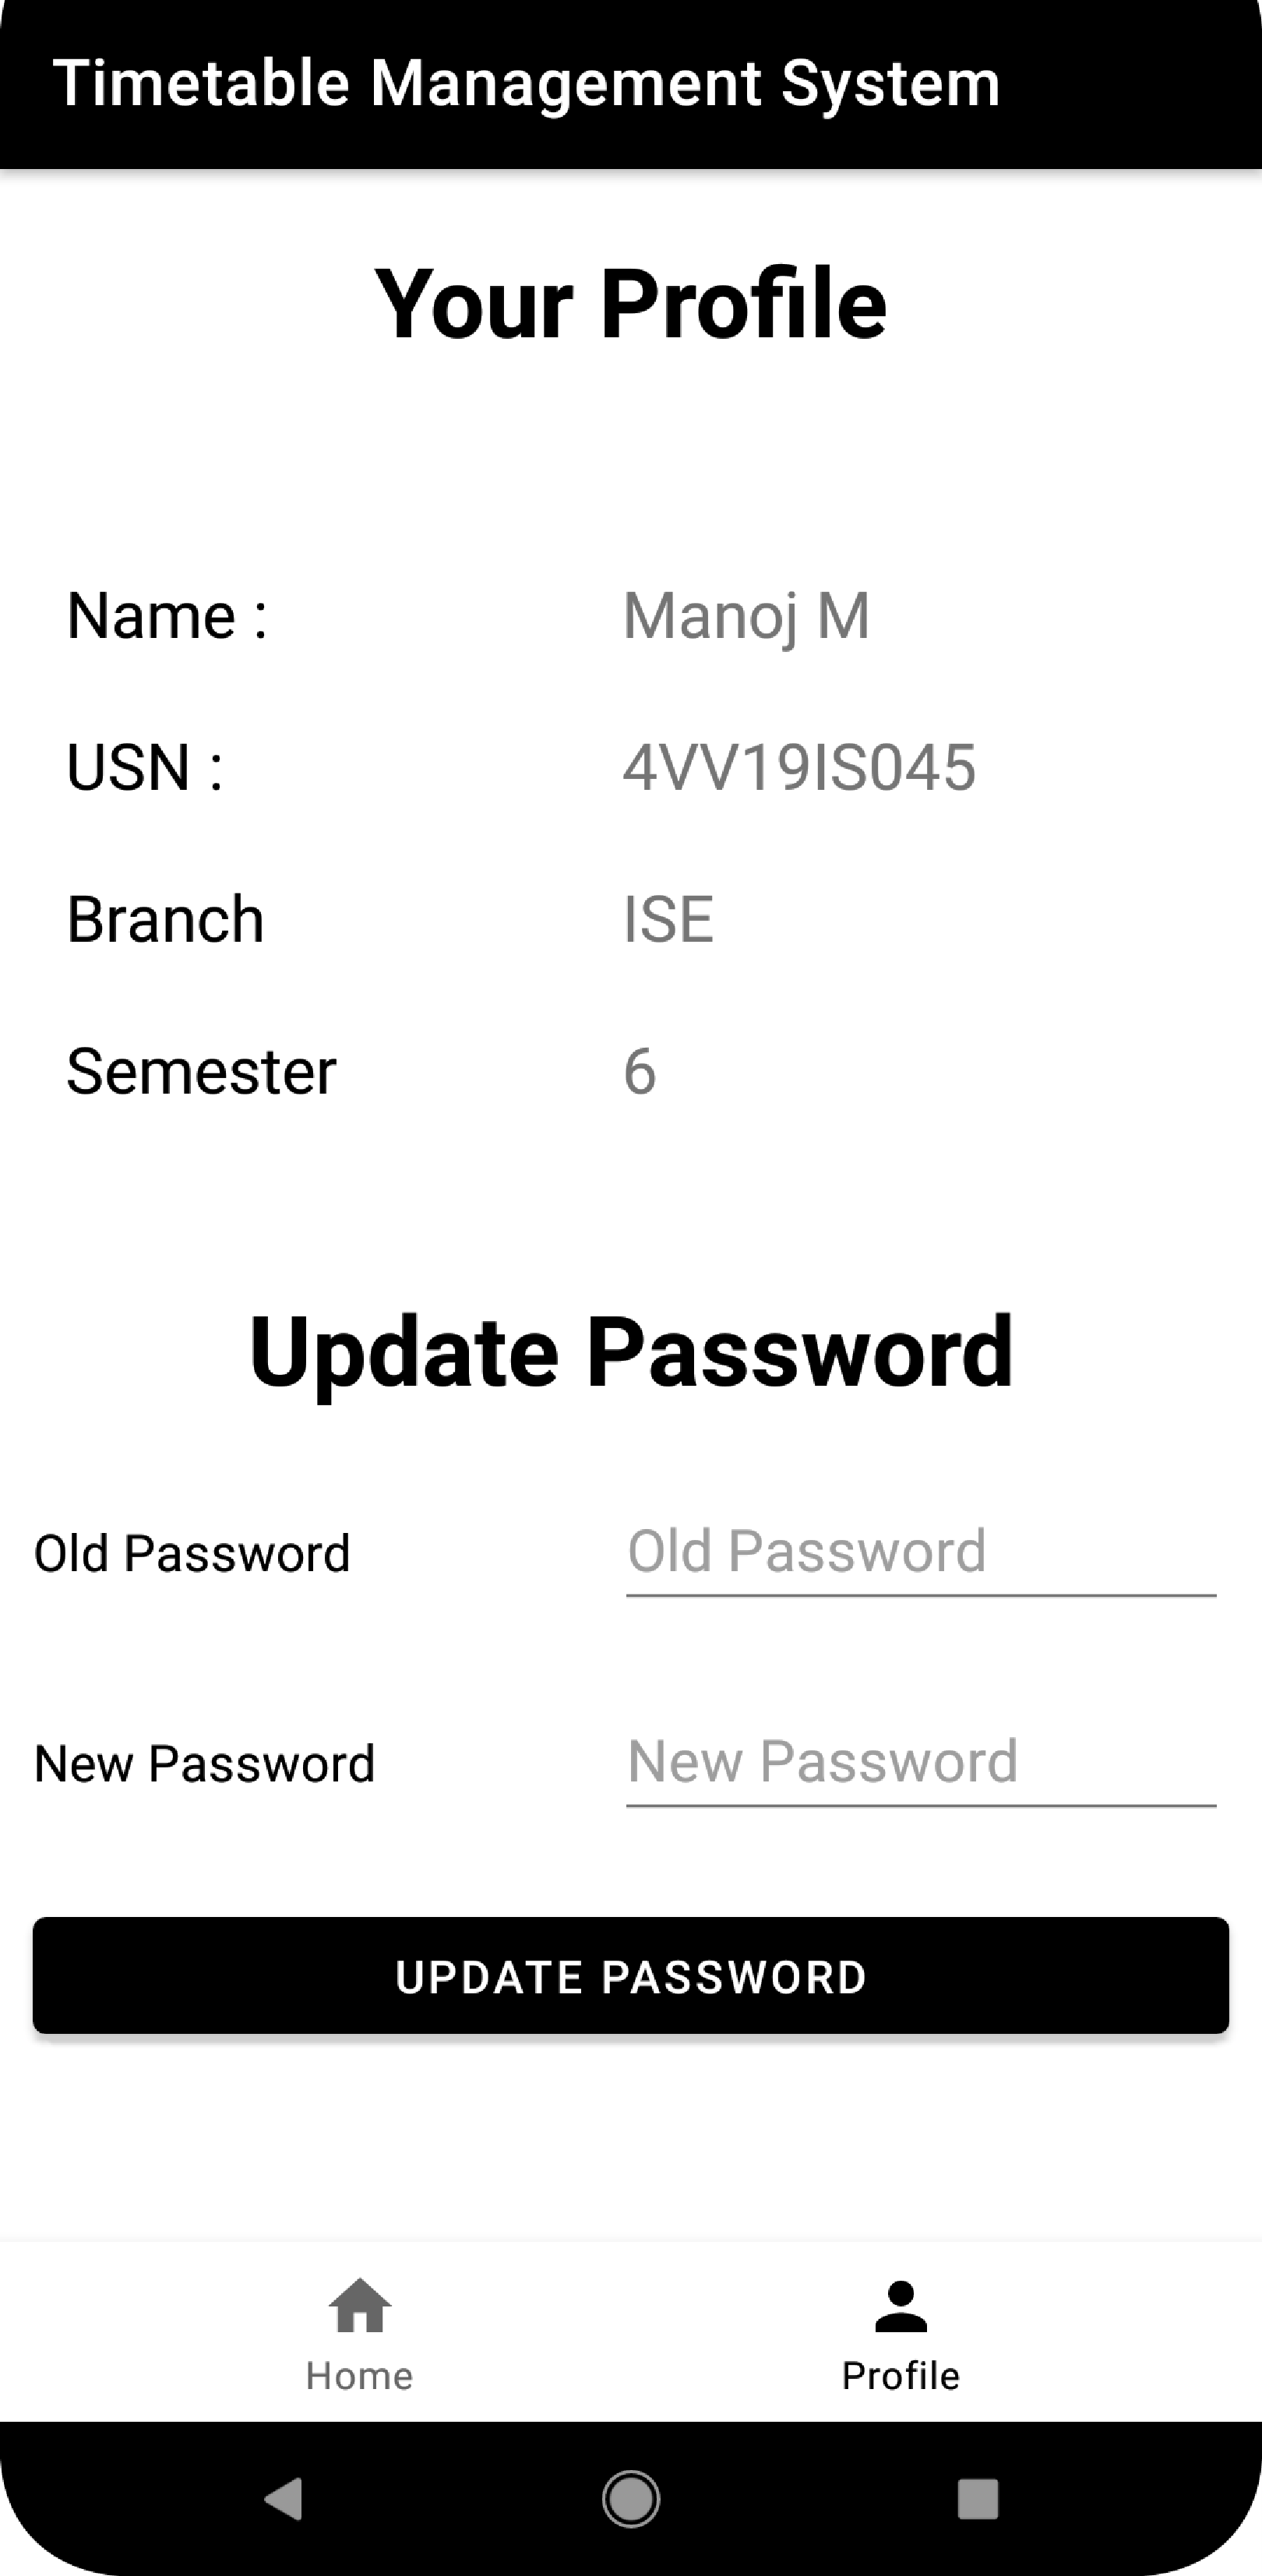 Timetable Management System
Your Profile
Name : Manoj M
USN : 4VV19IS045
Branch ISE
Semester 6
Update Password
Old Password Old Password
New Password New Password
UPDATE PASSWORD
Home Profile